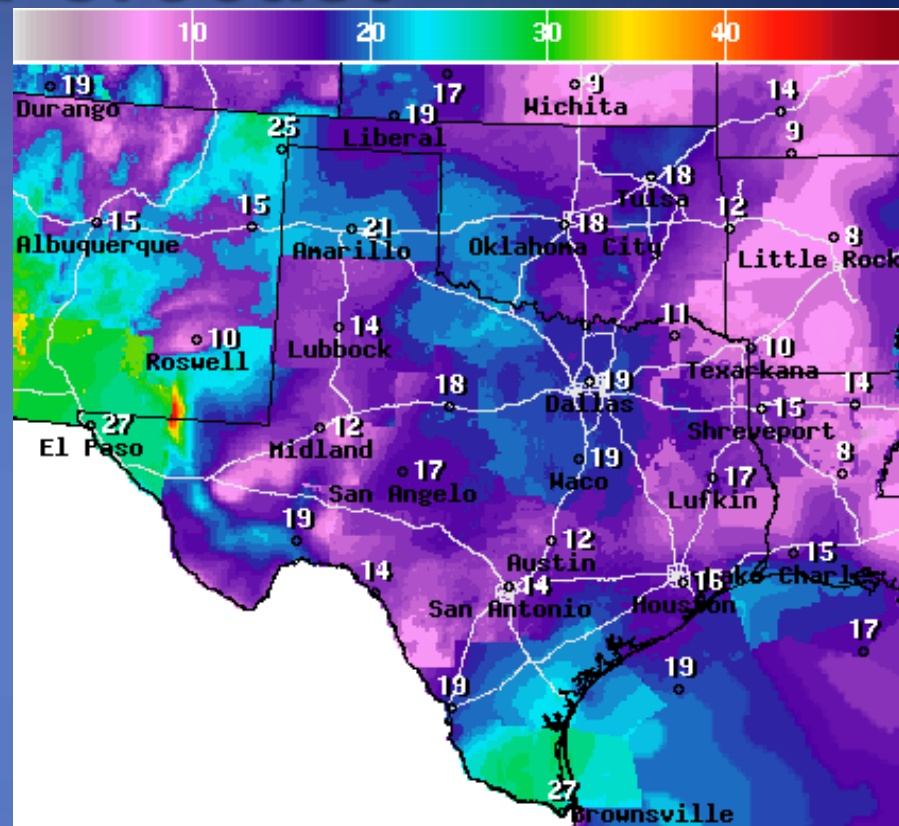 10 20 30 40
19
Durango
17
9
Wichita
14
19
Liberal
25
9
18
Tulsa
15
Albuquerque
15
21
Amarillo
18
Oklahoma City
12
8
Little Rock
10
Roswell
14
Lubbock
11
10
Texarkana
18
19
Dallas
15
Shreveport
14
27
El Paso
12
Midland
17
San Angelo
19
Waco
17
Lufkin
8
19
12
Austin
15
Lake Charles
14
14
San Antonio
16
Houston
17
19
19
27
Brownsville